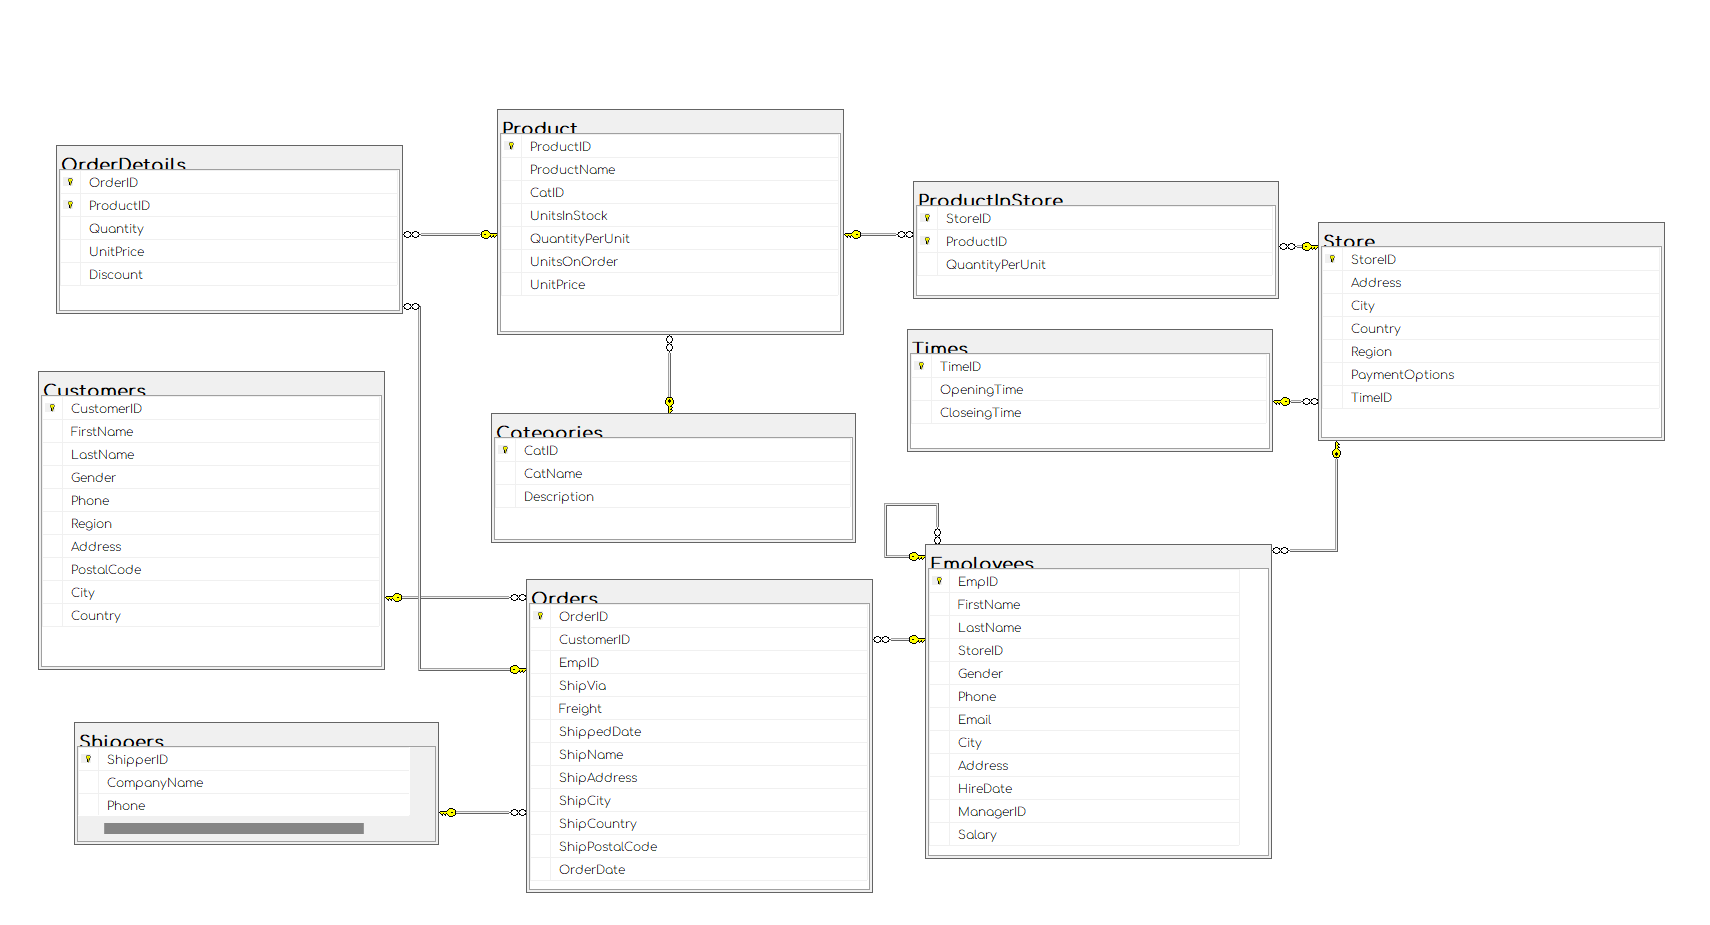 Product
ProductID
ProductName
CatID
UnitsInStock
QuantityPerUnit
UnitsOnOrder
UnitPrice
OrderDetails
OrderID
ProductID
Quantity
UnitPrice
Discount
ProductInStore
StoreID
ProductID
QuantityPerUnit
Store
StoreID
Address
City
Country
Region
PaymentOptions
TimeID
Times
TimeID
OpeningTime
CloseingTime
Customers
CustomerID
FirstName
LastName
Gender
Phone
Region
Address
PostalCode
City
Country
Categories
CatID
CatName
Description
Employees
EmpID
FirstName
LastName
StoreID
Gender
Phone
Email
City
Address
HireDate
ManagerID
Salary
Orders
OrderID
CustomerID
EmpID
ShipVia
Freight
ShippedDate
ShipName
ShipAddress
ShipCity
ShipCountry
ShipPostalCode
OrderDate
Shippers
ShipperID
CompanyName
Phone